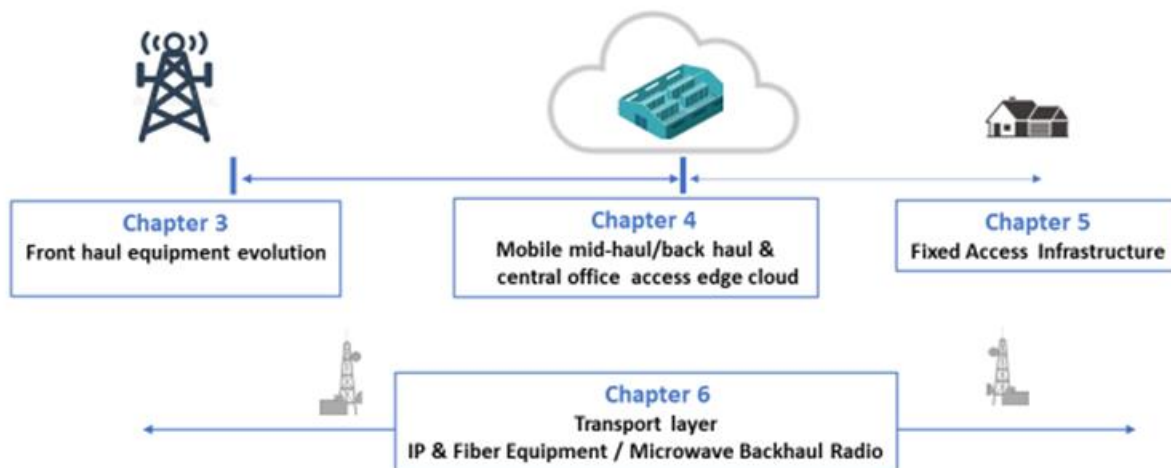 Chapter 3
Front haul equipment evolution
Chapter 4
Mobile mid-haul/back haul &
central office access edge cloud
Chapter 5
Fixed Access Infrastructure
Chapter 6
Transport layer
IP & Fiber Equipment / Microwave Backhaul Radio